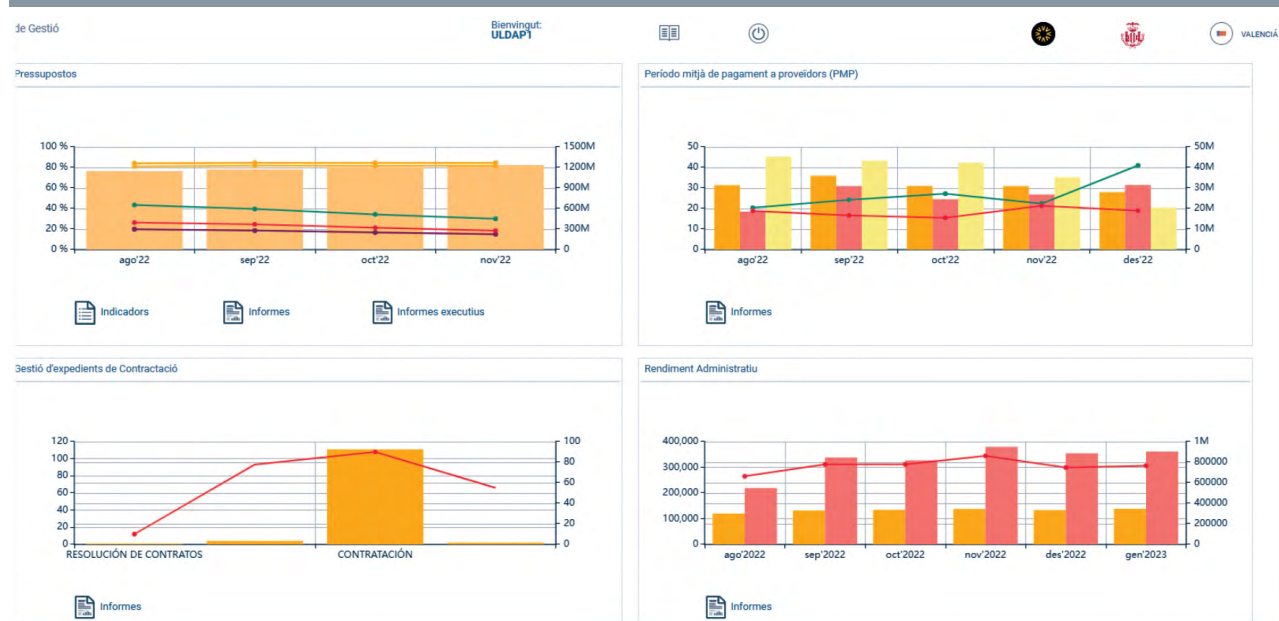 de Gestió
Bienvingut:
ULDAP1
VALENCIÁ
Pressupostos
100 %
80 %
60 %
40 %
20 %
0 %
1500M
1200M
900M
600M
300M
0
ago'22 sep'22 oct'22 nov'22
Indicadors Informes Informes executius
Período mitjà de pagament a proveïdors (PMP)
50
40
30
20
10
0
50M
40M
30M
20M
10M
0
ago'22 sep'22 oct'22 nov'22 des'22
Informes
Gestió d'expedients de Contractació
120
100
80
60
40
20
0
100
80
60
40
20
0
RESOLUCIÓN DE CONTRATOS CONTRATACIÓN
Informes
Rendiment Administratiu
400,000
300,000
200,000
100,000
0
1M
800000
600000
400000
200000
0
ago'2022 sep'2022 oct'2022 nov'2022 des'2022 gen'2023
Informes